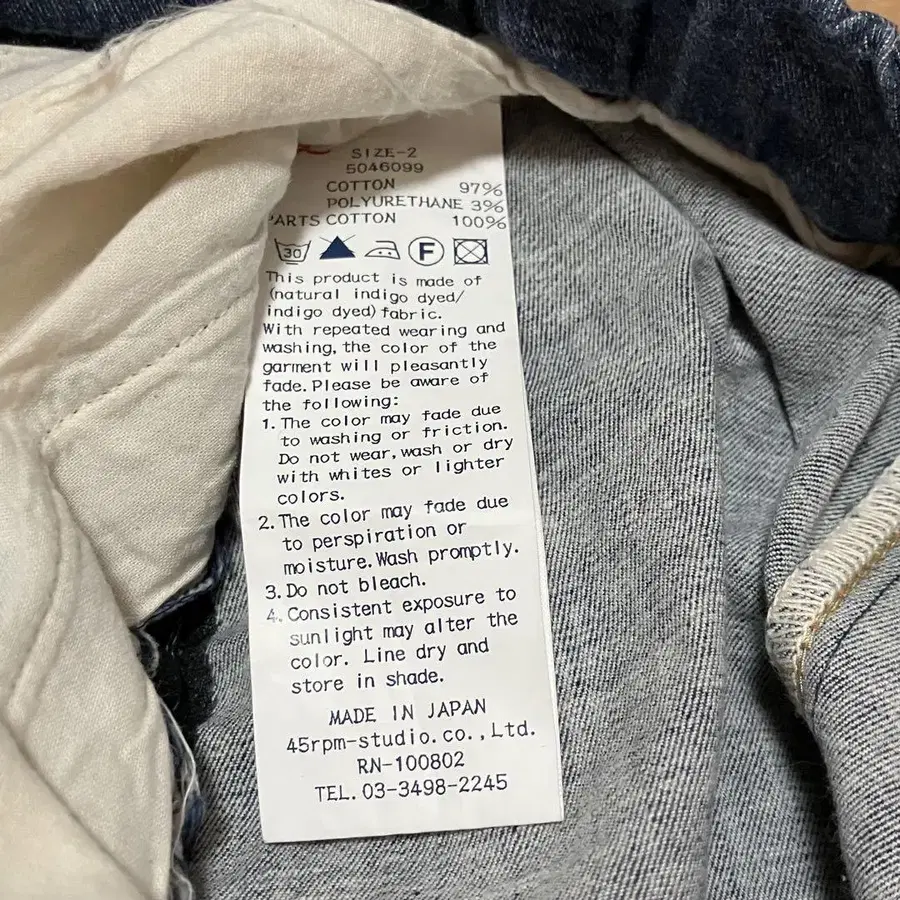 SIZE-2
5046099
COTTON 97%
POLYURETHANE 3%
PARTS COTTON 100%
30 F
This product is made of
(natural indigo dyed/
indigo dyed)fabric.
With repeated wearing and
washing, the color of the
garment will pleasantly
fade. Please be aware of
the following:
1. The color may fade due
to washing or friction.
Do not wear, wash or dry
with whites or lighter
colors.
2. The color may fade due
to perspiration or
moisture. Wash promptly.
3. Do not bleach.
4. Consistent exposure to
sunlight may alter the
color. Line dry and
store in shade.
MADE IN JAPAN
45rpm-studio.co.,Ltd.
RN-100802
TEL. 03-3498-2245